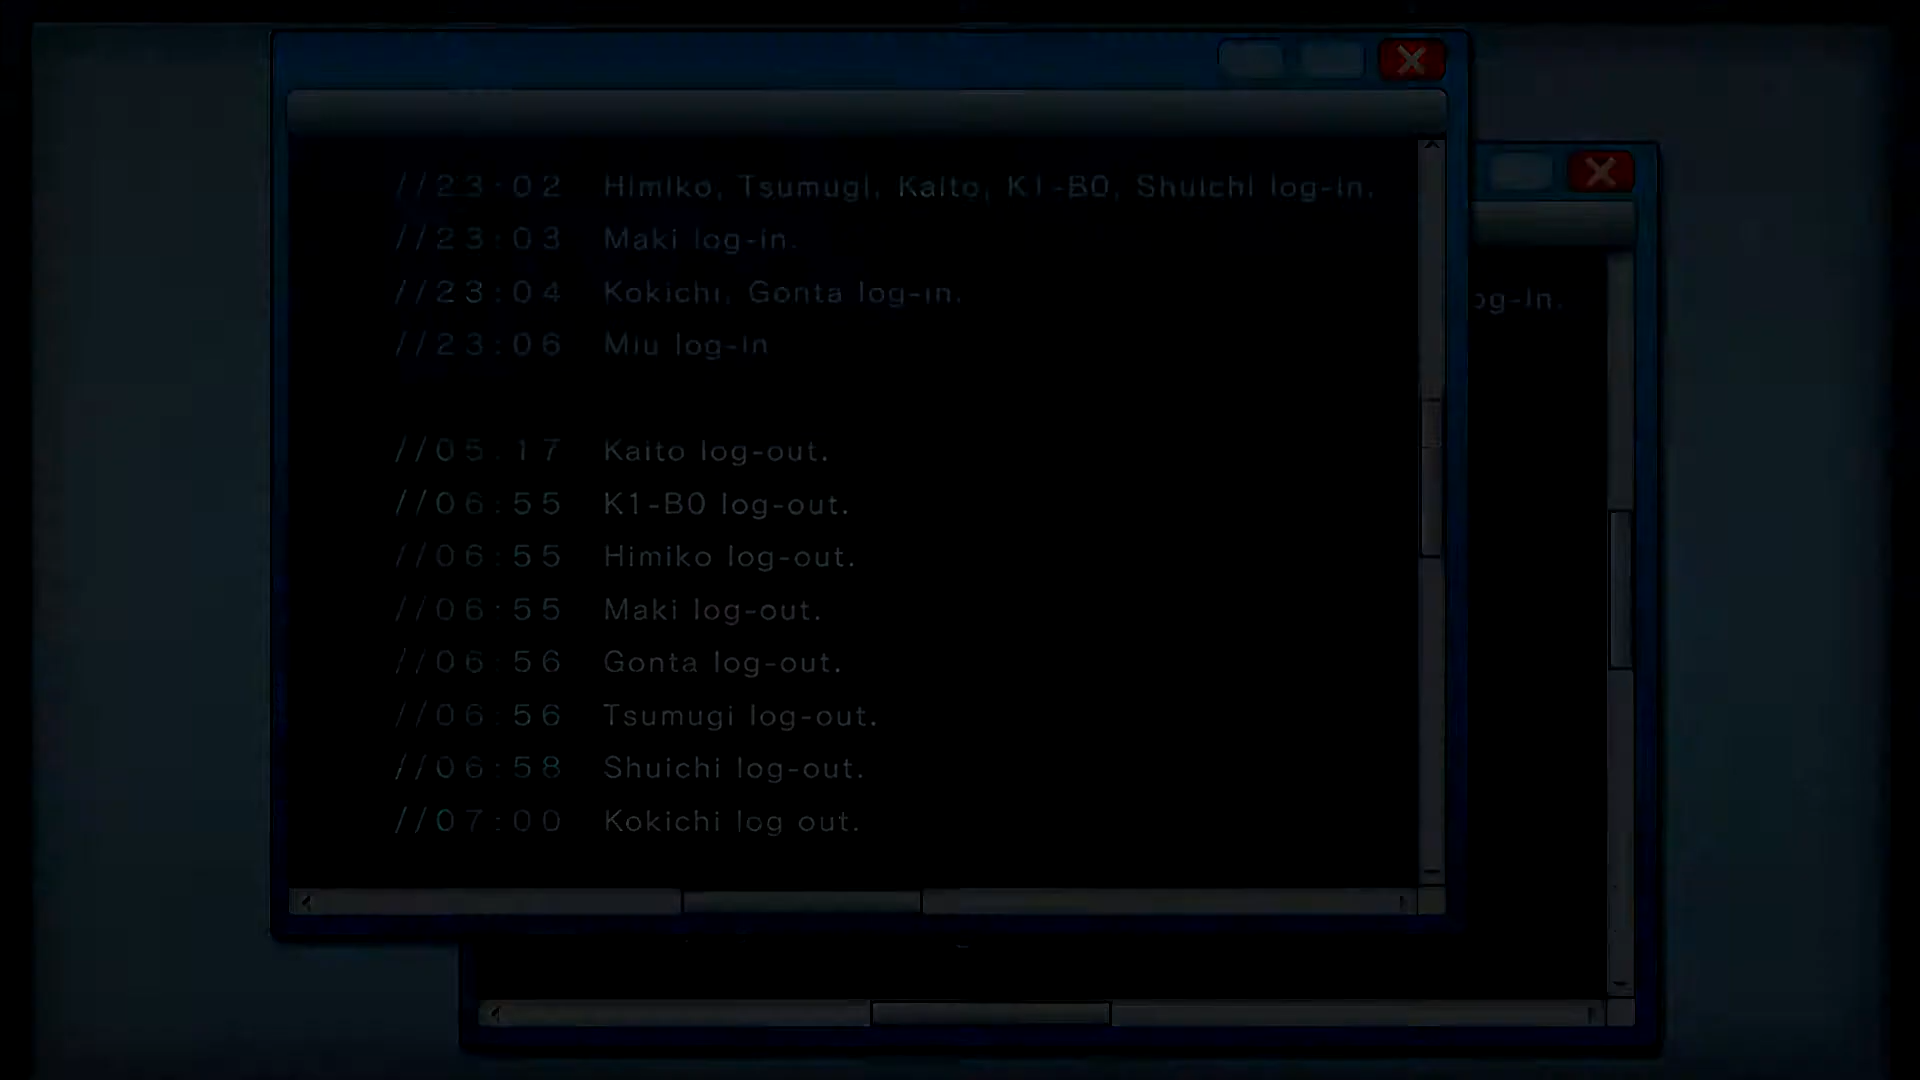 //23:02 Himiko, Tsumugi, Kaito, K1-B0, Shuichi log-in.
//23:03 Maki log-in.
//23:04 Kokichi, Gonta log-in.
og-in.
//23:06 Miu log-in
//05:17 Kaito log-out.
//06:55 K1-B0 log-out.
//06:55 Himiko log-out.
//06:55 Maki log-out.
//06:56 Gonta log-out.
//06:56 Tsumugi log-out.
//06:58 Shuichi log-out.
//07:00 Kokichi log out.